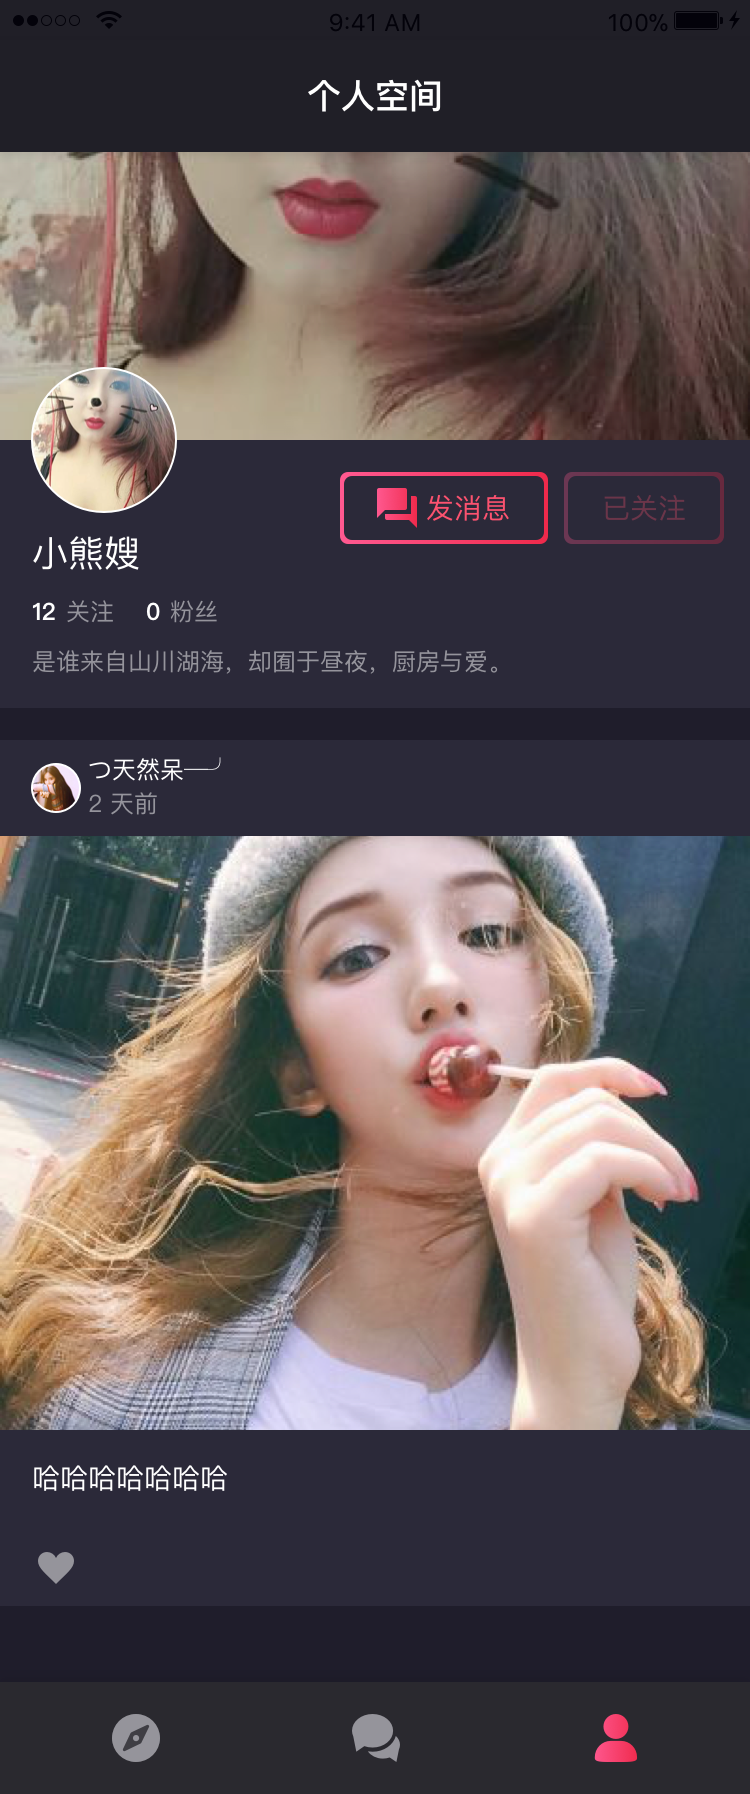 9:41 AM
100%
个人空间
发消息
已关注
小熊嫂
12 关注 0 粉丝
是谁来自山川湖海，却囿于昼夜，厨房与爱。
つ天然呆─╯
2 天前
哈哈哈哈哈哈哈